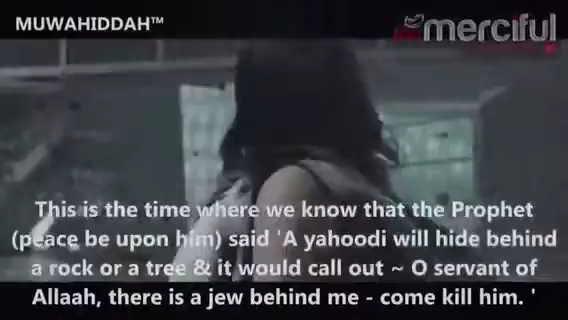 MUWAHIDDAH™
merciful
This is the time where we know that the Prophet
(peace be upon him) said 'A yahoodi will hide behind
a rock or a tree & it would call out ~ O servant of
Allaah, there is a jew behind me - come kill him. '